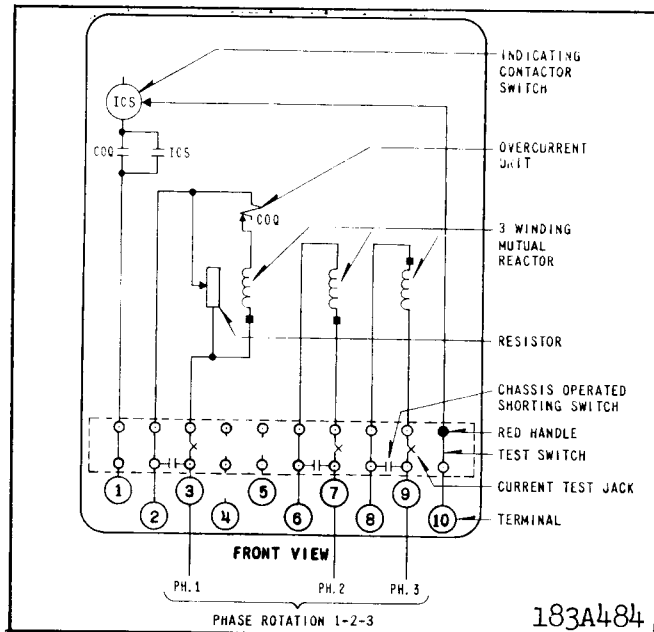 INDICATING
CONTACTOR
SWITCH
ICS
COQ
ICS
OVERCURRENT
UNIT
COQ
3 WINDING
MUTUAL
REACTOR
RESISTOR
CHASSIS OPERATED
SHORTING SWITCH
RED HANDLE
TEST SWITCH
CURRENT TEST JACK
TERMINAL
1
3
5
7
9
2
4
6
8
10
FRONT VIEW
PH.1
PH.2
PH.3
PHASE ROTATION 1-2-3
183A484